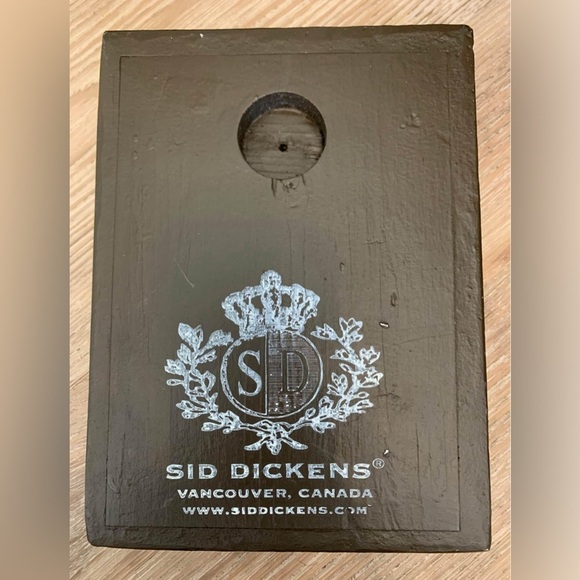 SD
SID DICKENS®
VANCOUVER, CANADA
WWW.SIDDICKENS.COM